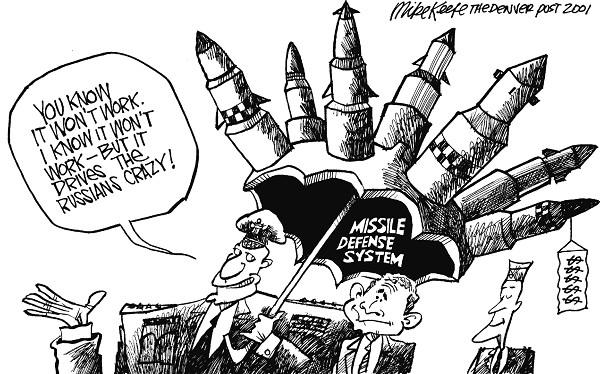 Mike Keefe THE DENVER POST 2001
YOU KNOW
IT WON'T WORK.
I KNOW IT WON'T
WORK – BUT IT
DRIVES THE
RUSSIANS CRAZY!
MISSILE
DEFENSE
SYSTEM